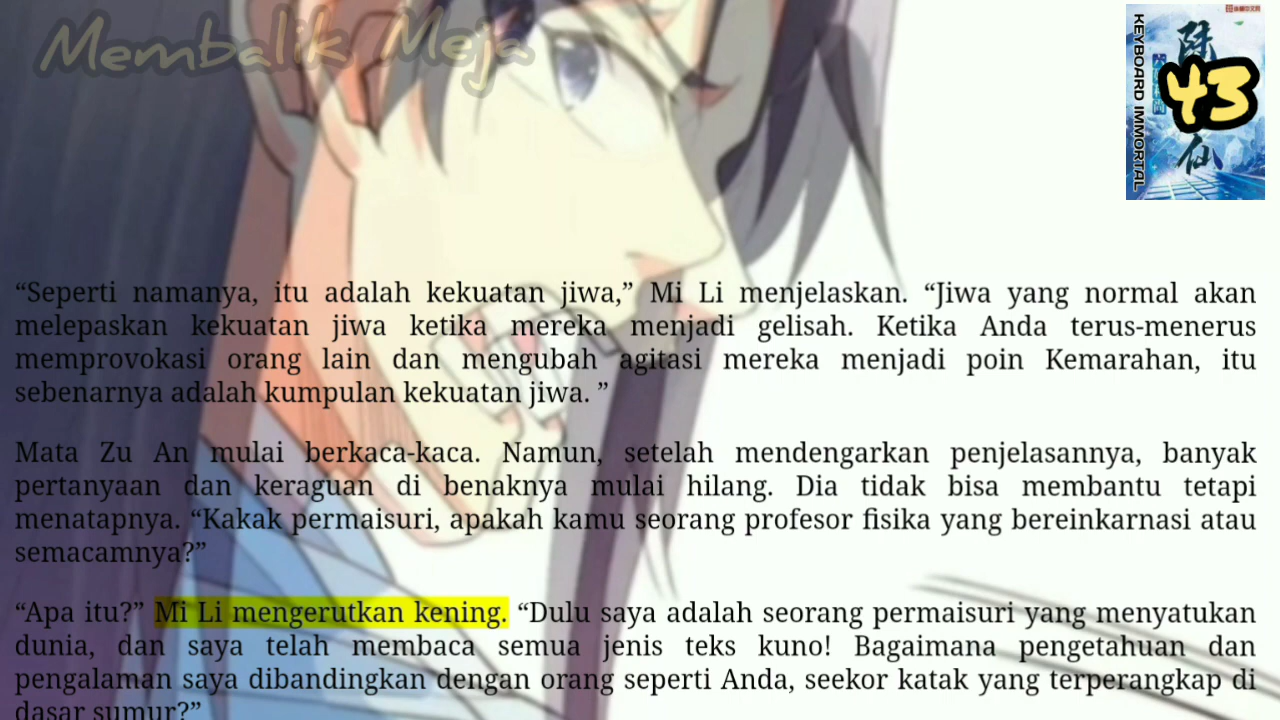 Membalik Meja
KEYBOARD IMMORTAL
陆
43
仙
“Seperti namanya, itu adalah kekuatan jiwa,” Mi Li menjelaskan. “Jiwa yang normal akan
melepaskan kekuatan jiwa ketika mereka menjadi gelisah. Ketika Anda terus-menerus
memprovokasi orang lain dan mengubah agitasi mereka menjadi poin Kemarahan, itu
sebenarnya adalah kumpulan kekuatan jiwa. ”
Mata Zu An mulai berkaca-kaca. Namun, setelah mendengarkan penjelasannya, banyak
pertanyaan dan keraguan di benaknya mulai hilang. Dia tidak bisa membantu tetapi
menatapnya. “Kakak permaisuri, apakah kamu seorang profesor fisika yang bereinkarnasi atau
semacamnya?”
“Apa itu?” Mi Li mengerutkan kening. “Dulu saya adalah seorang permaisuri yang menyatukan
dunia, dan saya telah membaca semua jenis teks kuno! Bagaimana pengetahuan dan
pengalaman saya dibandingkan dengan orang seperti Anda, seekor katak yang terperangkap di
dasar sumur?”